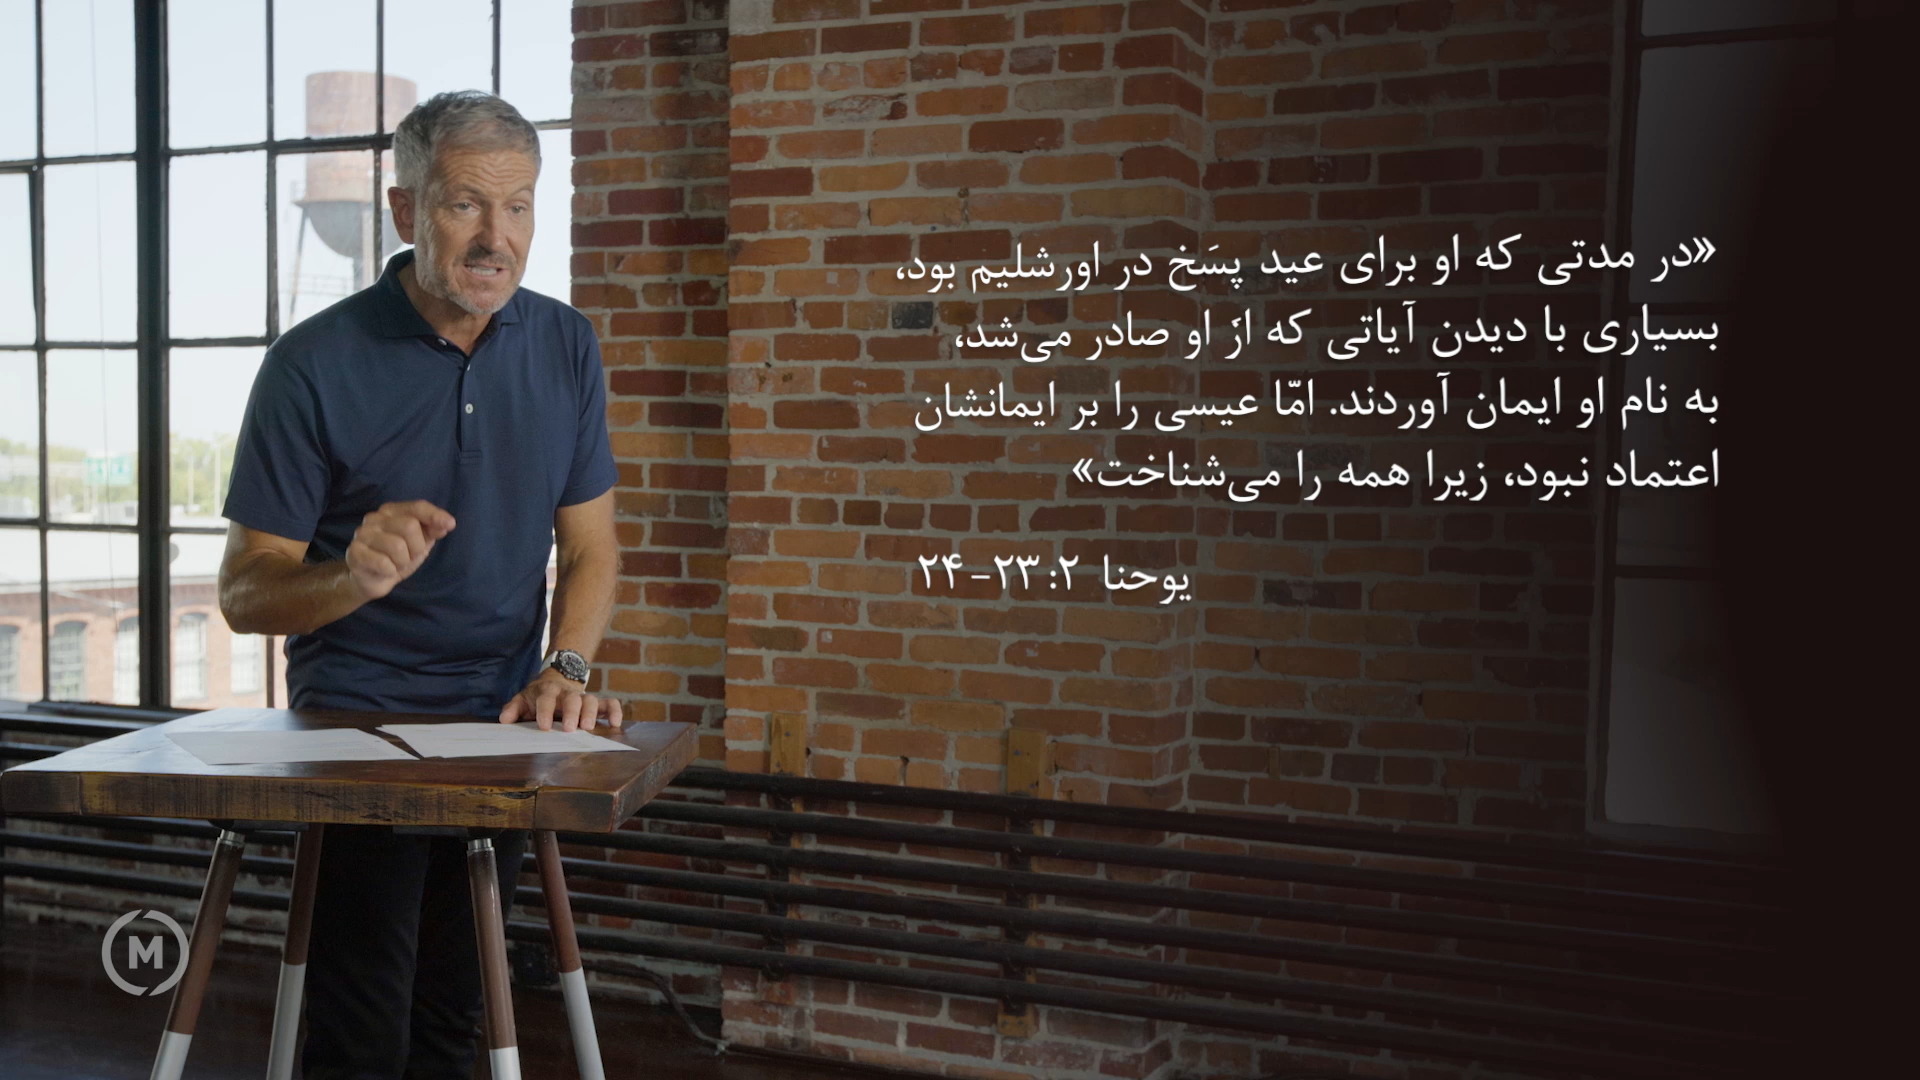 «در مدتی که او برای عید پِسَخ در اورشلیم بود،
بسیاری با دیدن آیاتی که ازٚ او صادر می‌شد،
به نام او ایمان آوردند. امّا عیسی را بر ایمانشان
اعتماد نبود، زیرا همه را می‌شناخت»
یوحنا ۲: ۲۳-۲۴
M